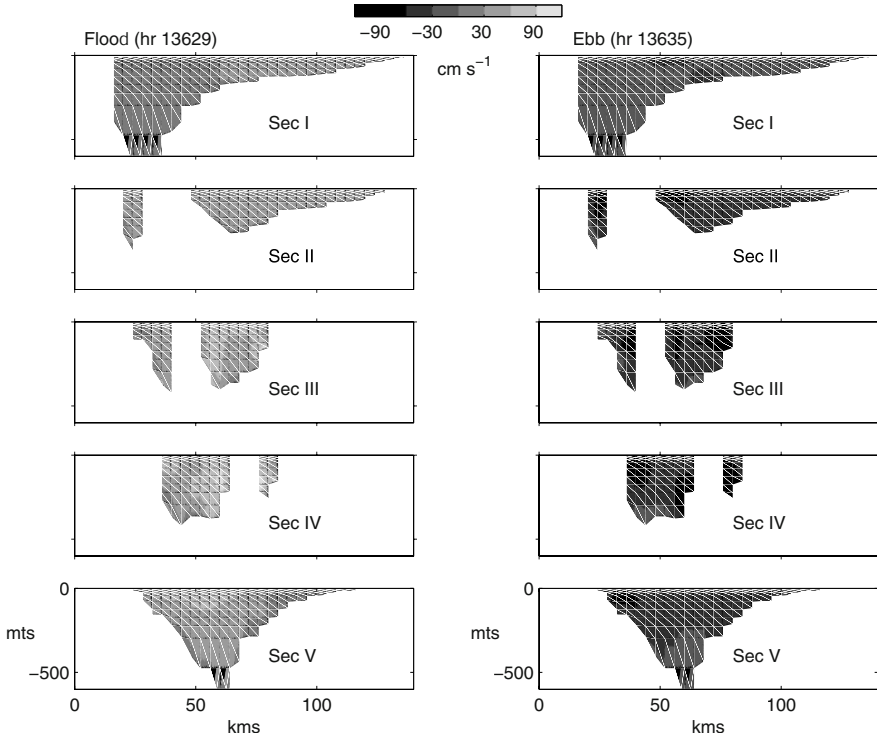 −90 −30 30 90
cm s⁻¹
Flood (hr 13629)
Ebb (hr 13635)
Sec I
Sec I
Sec II
Sec II
Sec III
Sec III
Sec IV
Sec IV
0
0
mts
mts
Sec V
Sec V
−500
−500
0 50 100
0 50 100
kms
kms